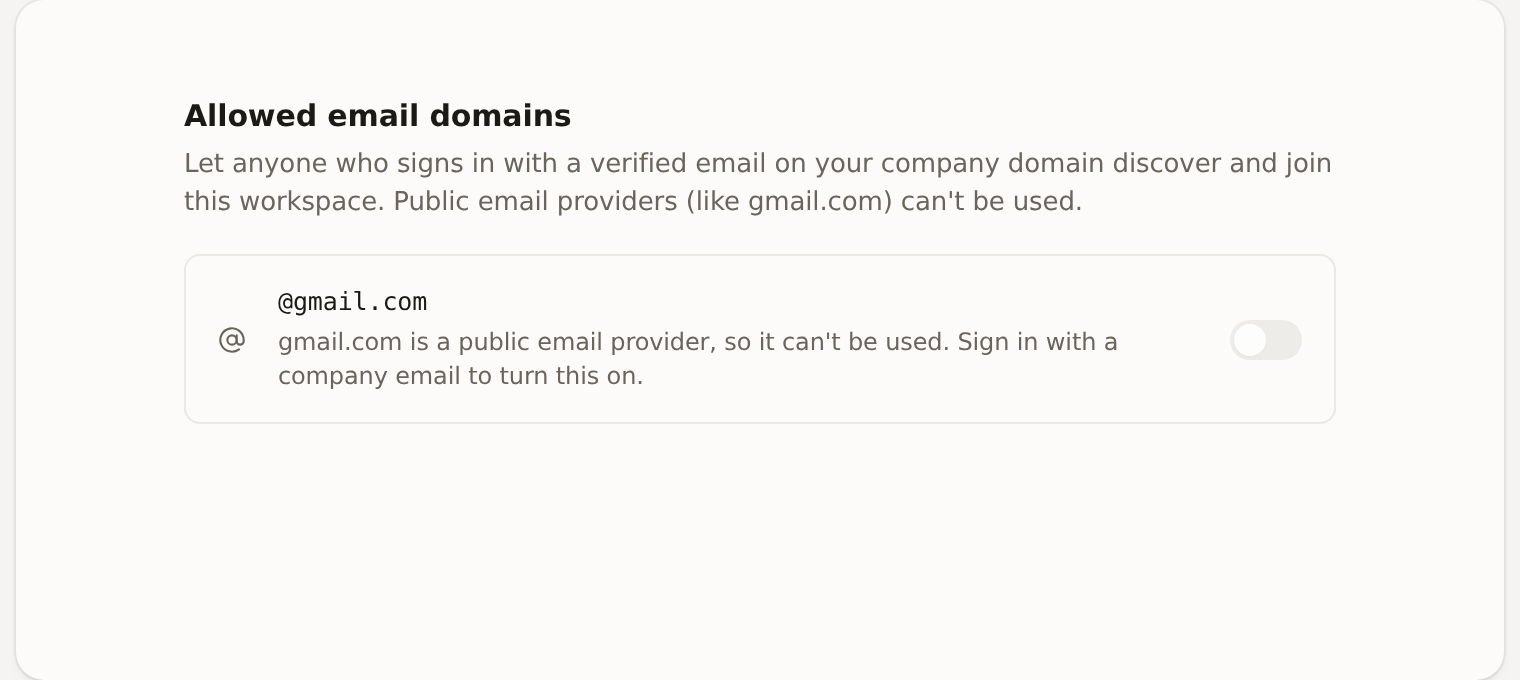 Allowed email domains
Let anyone who signs in with a verified email on your company domain discover and join
this workspace. Public email providers (like gmail.com) can't be used.
@gmail.com
gmail.com is a public email provider, so it can't be used. Sign in with a
company email to turn this on.